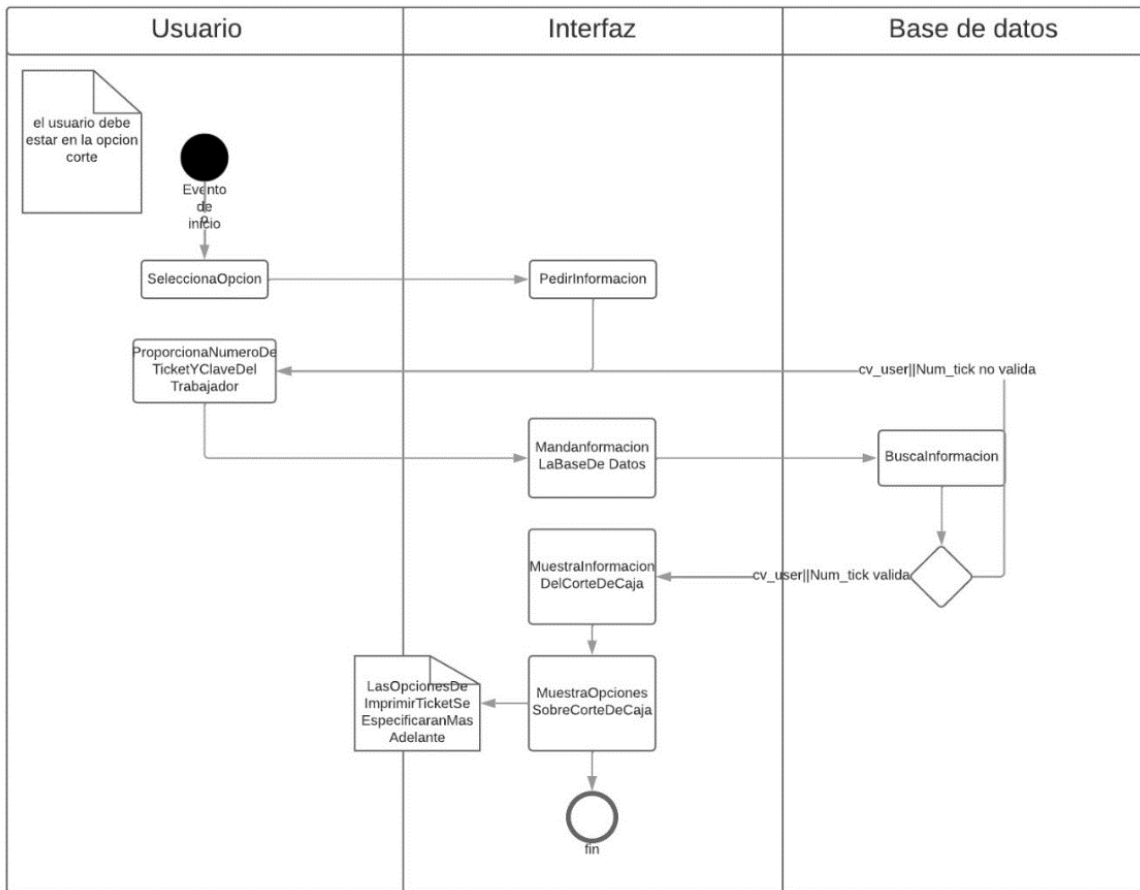 Usuario
Interfaz
Base de datos
el usuario debe
estar en la opcion
corte
Evento
de
inicio
SeleccionaOpcion
PedirInformacion
ProporcionaNumeroDe
TicketYClaveDel
Trabajador
cv_user||Num_tick no valida
Mandanformacion
LaBaseDe Datos
BuscaInformacion
MuestraInformacion
DelCorteDeCaja
cv_user||Num_tick valida
LasOpcionesDe
ImprimirTicketSe
EspecificaranMas
Adelante
MuestraOpciones
SobreCorteDeCaja
fin